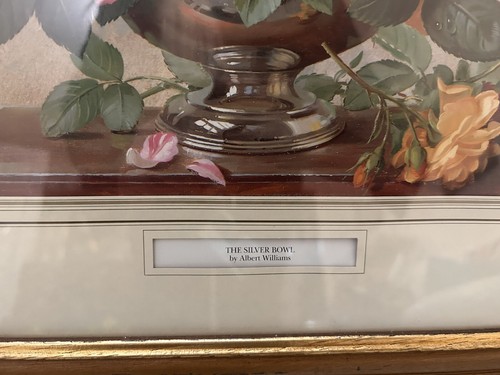 THE SILVER BOWL
by Albert Williams